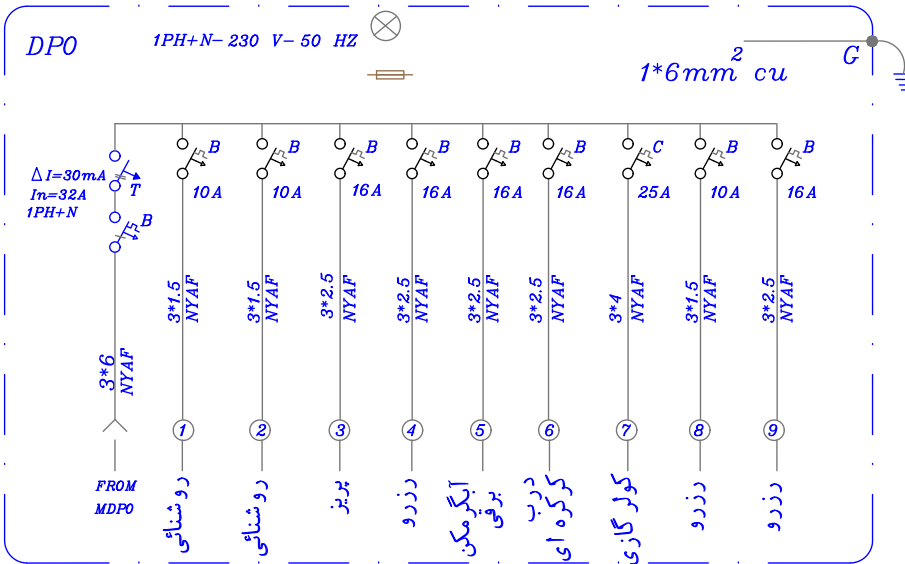 DP0
1PH+N-230 V-50 HZ
G
1*6mm² cu
ΔI=30mA
In=32A
1PH+N
T
B
B
10A
B
10A
B
16A
B
16A
B
16A
B
16A
C
25A
B
10A
B
16A
3*6
NYAF
3*1.5
NYAF
3*1.5
NYAF
3*2.5
NYAF
3*2.5
NYAF
3*2.5
NYAF
3*2.5
NYAF
3*4
NYAF
3*1.5
NYAF
3*2.5
NYAF
1
2
3
4
5
6
7
8
9
FROM
MDP0
روشنائی
روشنائی
پریز
رزرو
آبگرمکن
برقی
درب
کرکره ای
کولر گازی
رزرو
رزرو